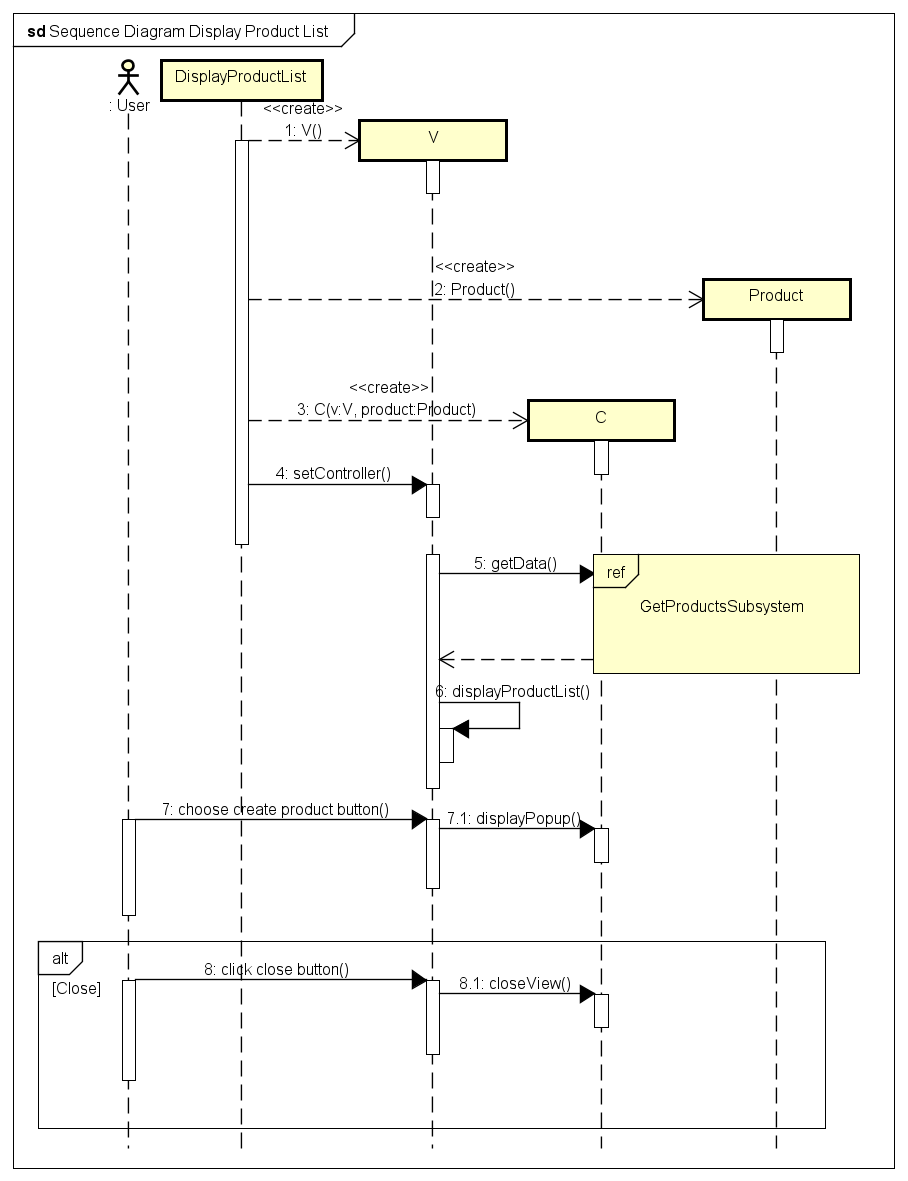 sd Sequence Diagram Display Product List
: User
DisplayProductList
<<create>>
1: V()
V
<<create>>
2: Product()
Product
<<create>>
3: C(v:V, product:Product)
C
4: setController()
5: getData()
ref
GetProductsSubsystem
6: displayProductList()
7: choose create product button()
7.1: displayPopup()
alt
[Close]
8: click close button()
8.1: closeView()